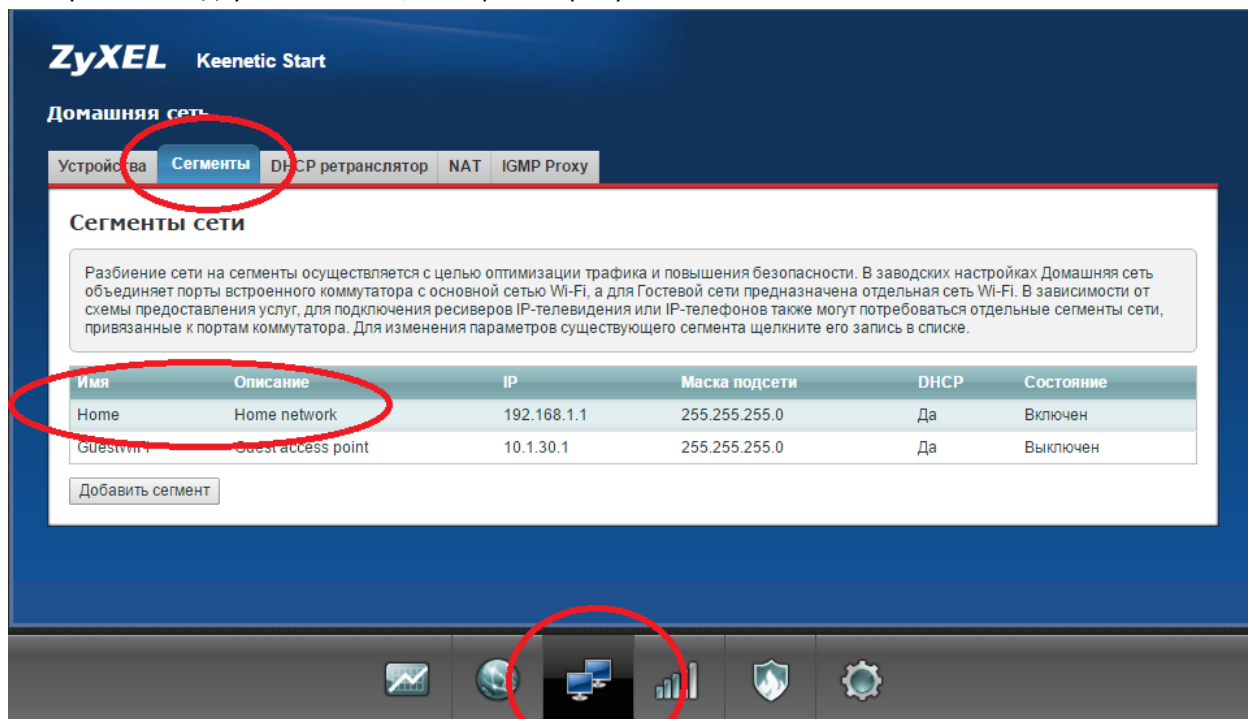 ZyXEL Keenetic Start
Домашняя сеть
Устройства Сегменты DHCP ретранслятор NAT IGMP Proxy
Сегменты сети
Разбиение сети на сегменты осуществляется с целью оптимизации трафика и повышения безопасности. В заводских настройках Домашняя сеть
объединяет порты встроенного коммутатора с основной сетью Wi-Fi, а для Гостевой сети предназначена отдельная сеть Wi-Fi. В зависимости от
схемы предоставления услуг, для подключения ресиверов IP-телевидения или IP-телефонов также могут потребоваться отдельные сегменты сети,
привязанные к портам коммутатора. Для изменения параметров существующего сегмента щелкните его запись в списке.
Имя Описание IP Маска подсети DHCP Состояние
Home Home network 192.168.1.1 255.255.255.0 Да Включен
GuestWiFi Guest access point 10.1.30.1 255.255.255.0 Да Выключен
Добавить сегмент